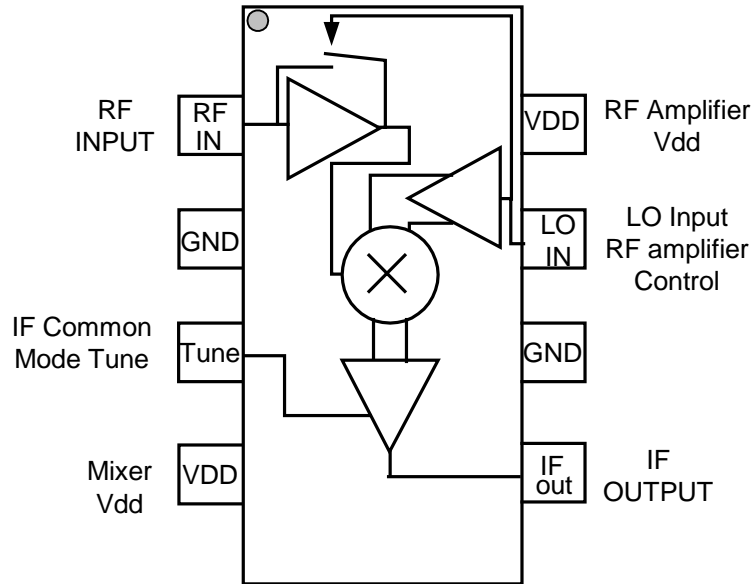 RF
INPUT
RF
IN
VDD
RF Amplifier
Vdd
GND
LO
IN
LO Input
RF amplifier
Control
IF Common
Mode Tune
Tune
GND
Mixer
Vdd
VDD
IF
out
IF
OUTPUT